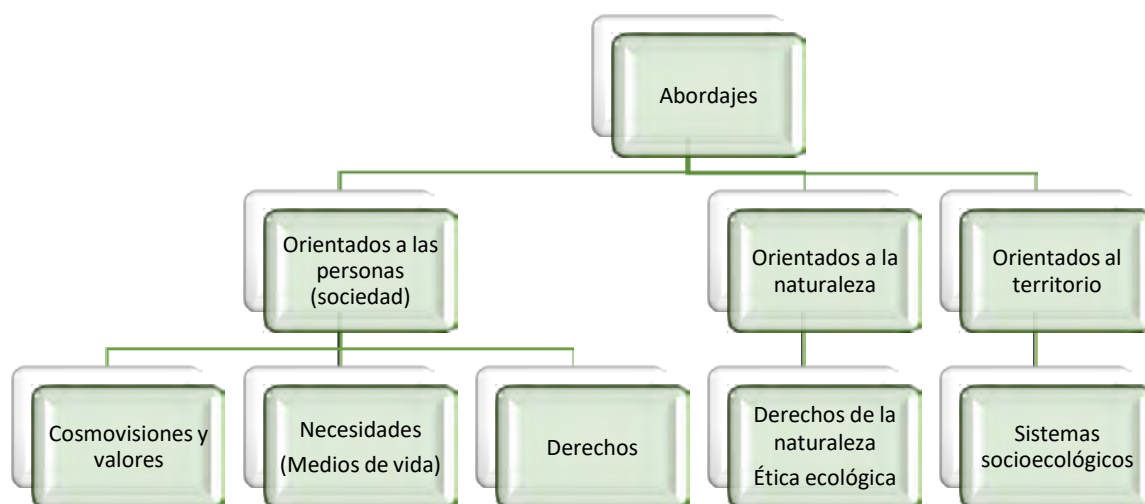 Abordajes
Orientados a las
personas
(sociedad)
Orientados a la
naturaleza
Orientados al
territorio
Cosmovisiones y
valores
Necesidades
(Medios de vida)
Derechos
Derechos de la
naturaleza
Ética ecológica
Sistemas
socioecológicos